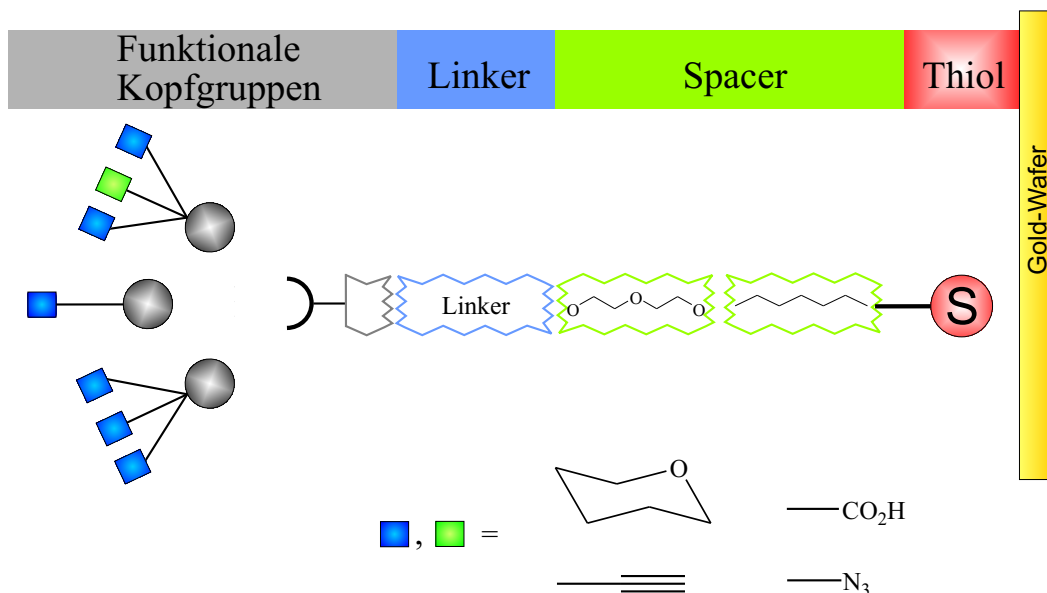 Funktionale
Kopfgruppen
Linker
Spacer
Thiol
Gold-Wafer
Linker
O
O
O
S
O
CO₂H
, =
N₃